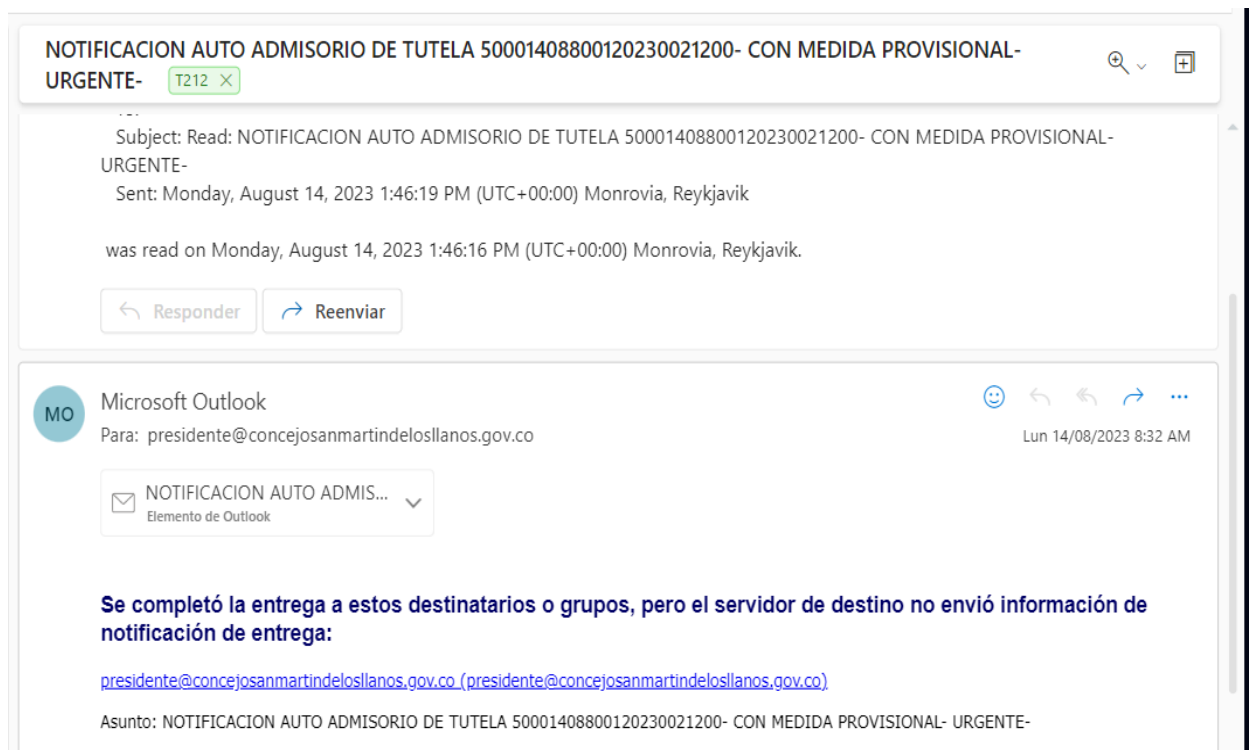 NOTIFICACION AUTO ADMISORIO DE TUTELA 50001408800120230021200- CON MEDIDA PROVISIONAL-
URGENTE- T212
Subject: Read: NOTIFICACION AUTO ADMISORIO DE TUTELA 50001408800120230021200- CON MEDIDA PROVISIONAL-
URGENTE-
Sent: Monday, August 14, 2023 1:46:19 PM (UTC+00:00) Monrovia, Reykjavik
was read on Monday, August 14, 2023 1:46:16 PM (UTC+00:00) Monrovia, Reykjavik.
Responder Reenviar
MO Microsoft Outlook
Para: presidente@concejosanmartindelosllanos.gov.co Lun 14/08/2023 8:32 AM
NOTIFICACION AUTO ADMIS...
Elemento de Outlook
Se completó la entrega a estos destinatarios o grupos, pero el servidor de destino no envió información de
notificación de entrega:
presidente@concejosanmartindelosllanos.gov.co (presidente@concejosanmartindelosllanos.gov.co)
Asunto: NOTIFICACION AUTO ADMISORIO DE TUTELA 50001408800120230021200- CON MEDIDA PROVISIONAL- URGENTE-